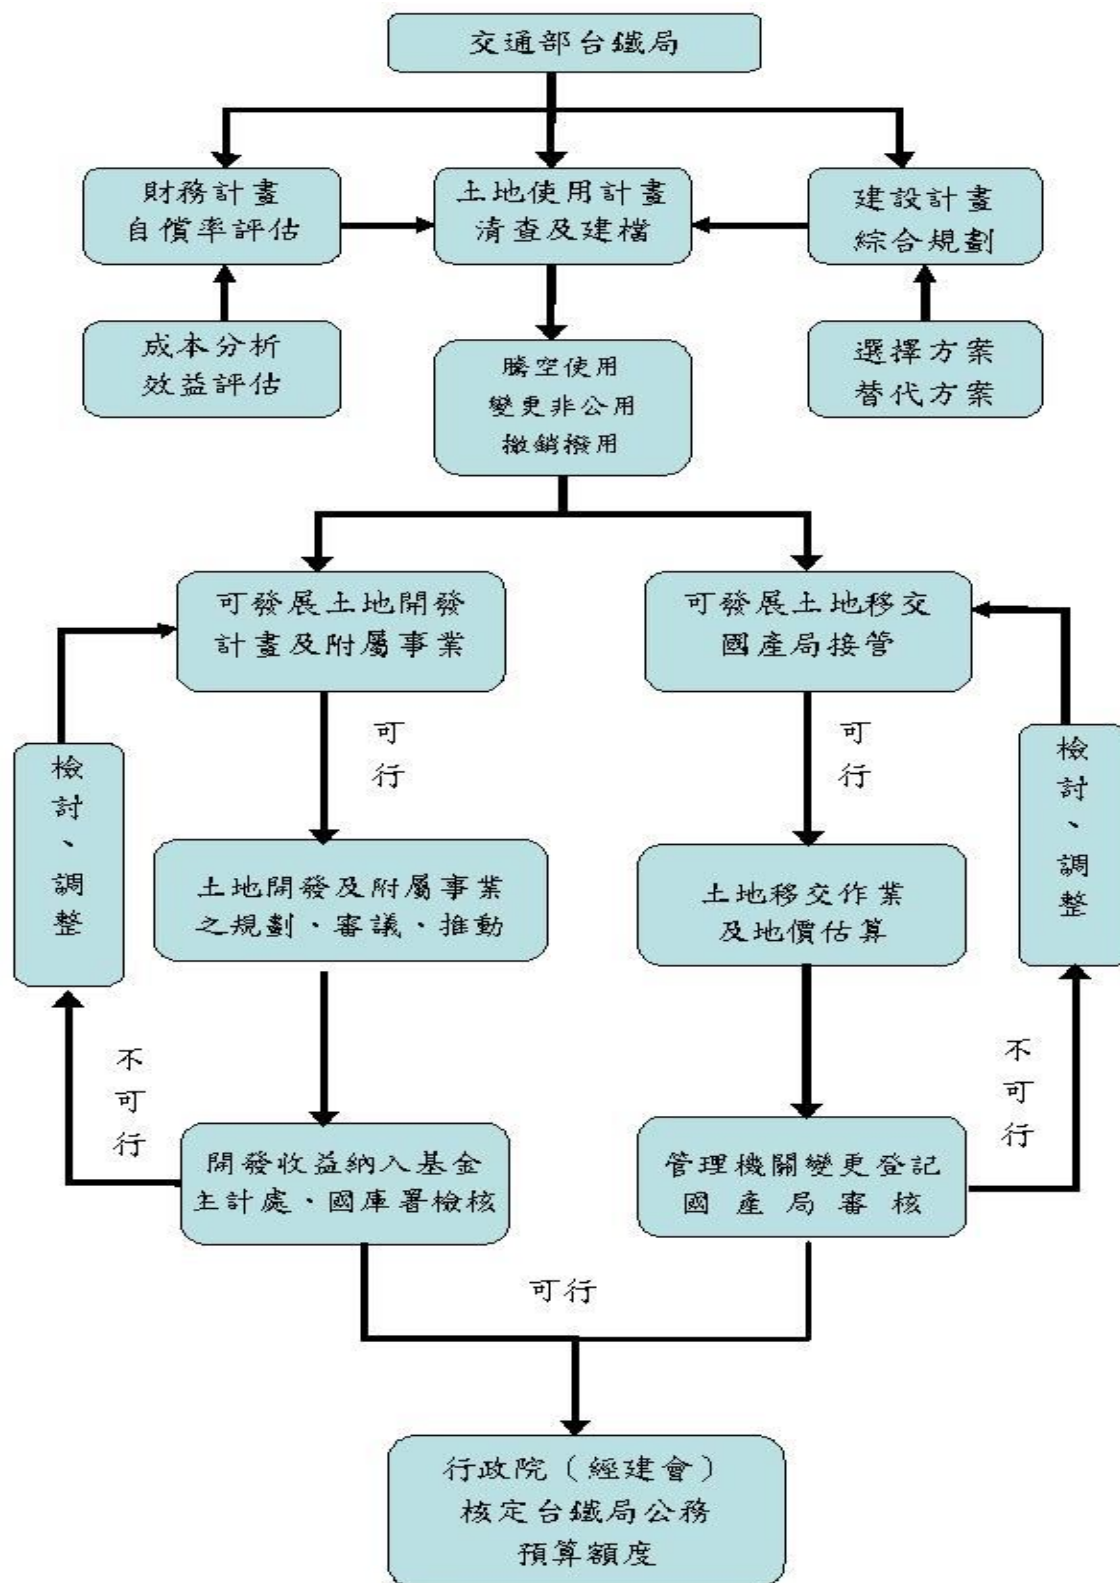 交通部台鐵局
財務計畫
自償率評估
土地使用計畫
清查及建檔
建設計畫
綜合規劃
成本分析
效益評估
騰空使用
變更非公用
撤銷撥用
選擇方案
替代方案
可發展土地開發
計畫及附屬事業
可發展土地移交
國產局接管
可
行
可
行
檢
討
、
調
整
檢
討
、
調
整
土地開發及附屬事業
之規劃、審議、推動
土地移交作業
及地價估算
不
可
行
不
可
行
開發收益納入基金
主計處、國庫署檢核
管理機關變更登記
國產局審核
可行
行政院（經建會）
核定台鐵局公務
預算額度